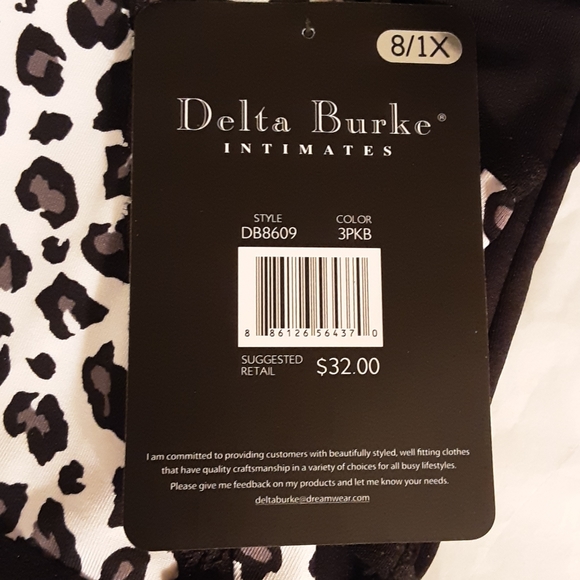 8/1X
Delta Burke®
INTIMATES
STYLE COLOR
DB8609 3PKB
8 86126 56437 0
SUGGESTED
RETAIL $32.00
I am committed to providing customers with beautifully styled, well fitting clothes
that have quality craftsmanship in a variety of choices for all busy lifestyles.
Please give me feedback on my products and let me know your needs.
deltaburke@dreamwear.com